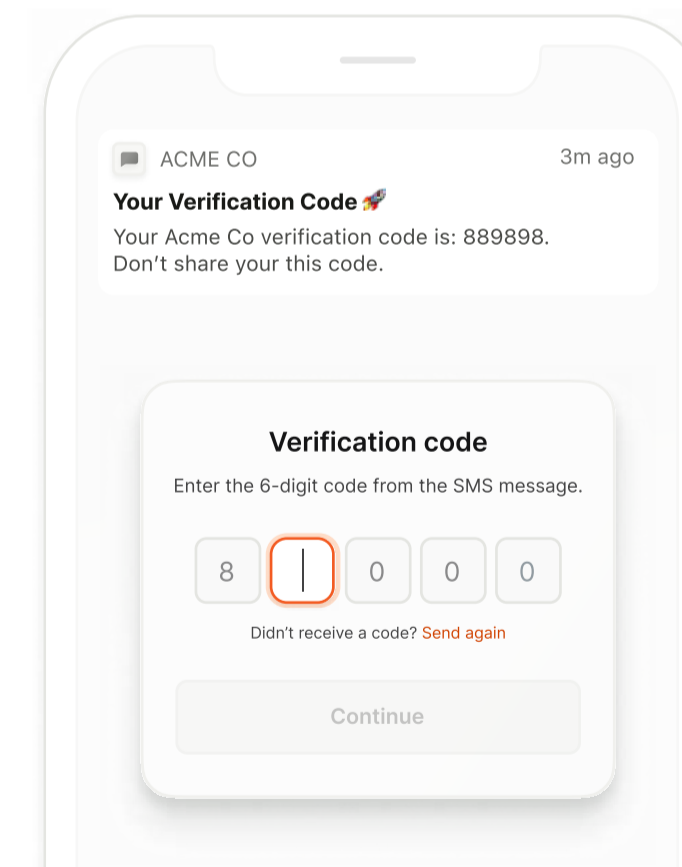 ACME CO
3m ago
Your Verification Code 🚀
Your Acme Co verification code is: 889898.
Don’t share your this code.
Verification code
Enter the 6-digit code from the SMS message.
8 0 0 0
Didn’t receive a code? Send again
Continue